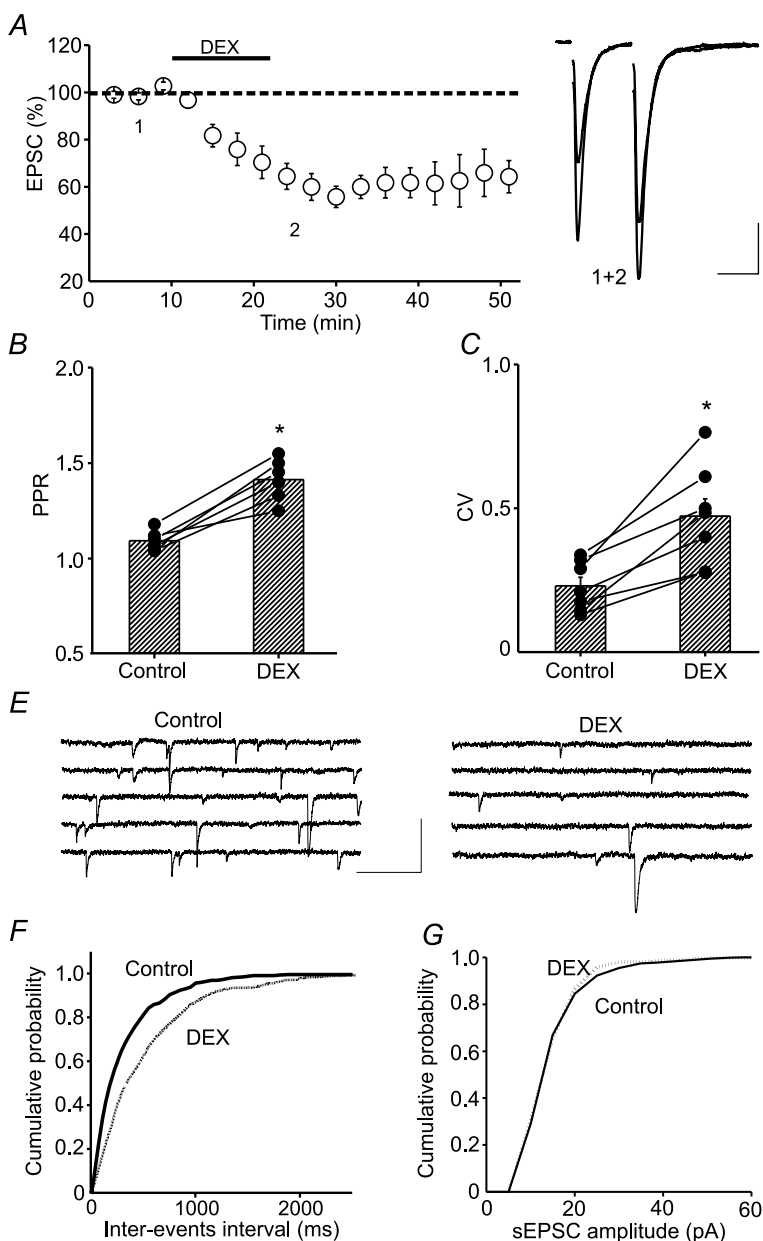 A
DEX
120
100
80
60
40
20
EPSC (%)
1
2
0 10 20 30 40 50
Time (min)
1+2
B
2.0
1.5
1.0
0.5
PPR
*
Control DEX
C
1.0
0.5
0
CV
*
Control DEX
E
Control
DEX
F
1.0
0.8
0.6
0.4
0.2
0
Cumulative probability
Control
DEX
0 1000 2000
Inter-events interval (ms)
G
1.0
0.8
0.6
0.4
0.2
0
Cumulative probability
DEX
Control
0 20 40 60
sEPSC amplitude (pA)